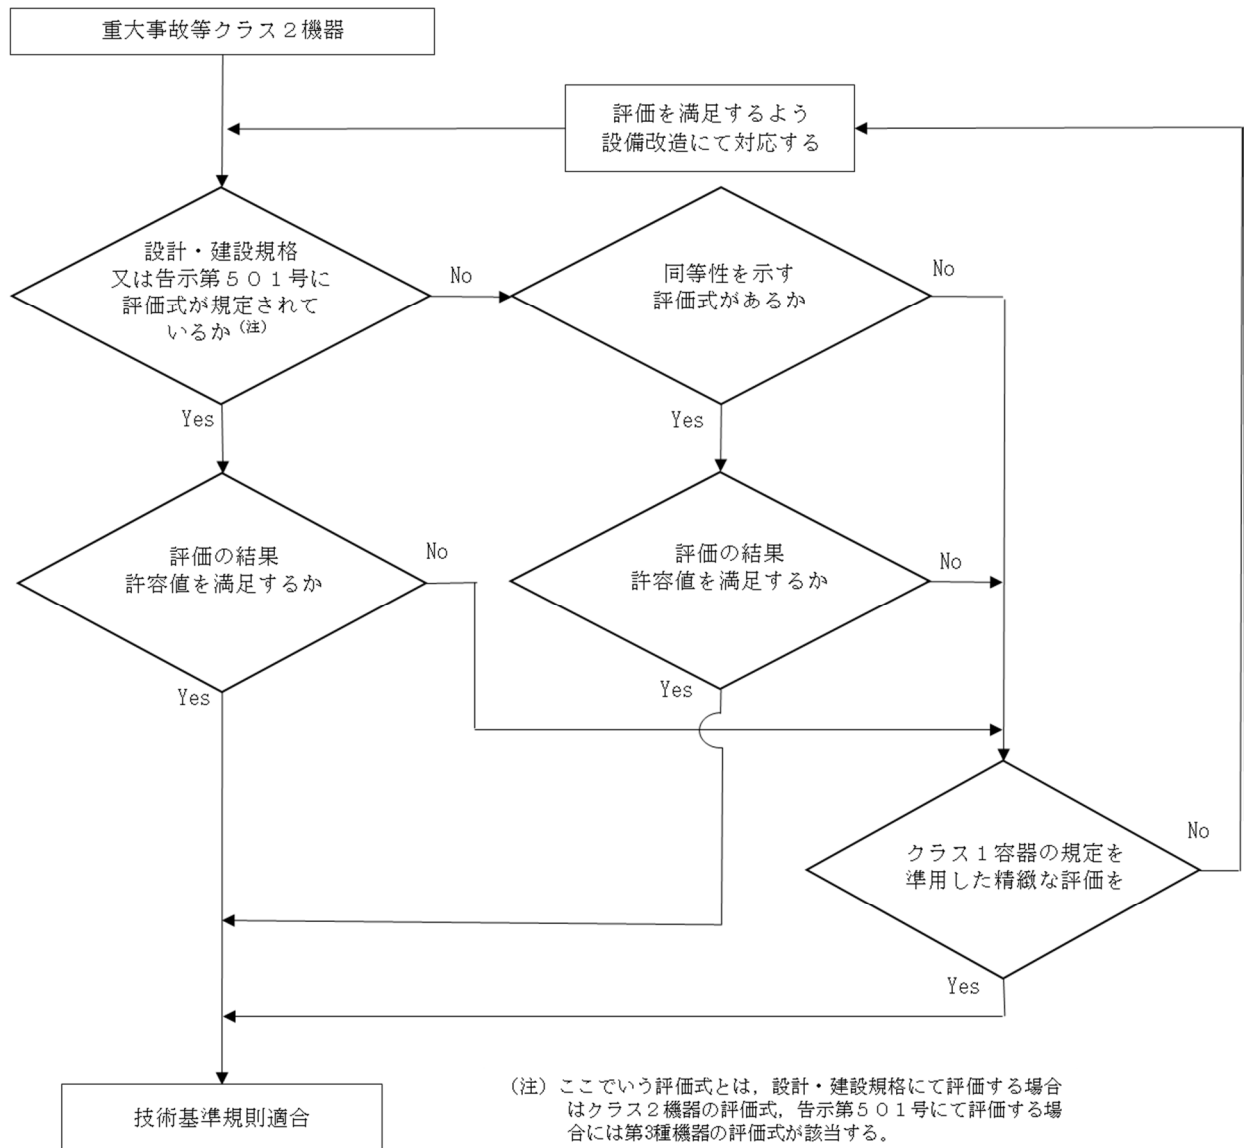 重大事故等クラス２機器
評価を満足するよう
設備改造にて対応する
設計・建設規格
又は告示第５０１号に
評価式が規定されて
いるか（注）
No
同等性を示す
評価式があるか
No
Yes
Yes
評価の結果
許容値を満足するか
No
評価の結果
許容値を満足するか
No
Yes
Yes
クラス１容器の規定を
準用した精緻な評価を
No
Yes
技術基準規則適合
（注）ここでいう評価式とは，設計・建設規格にて評価する場合
はクラス２機器の評価式，告示第５０１号にて評価する場
合には第3種機器の評価式が該当する。